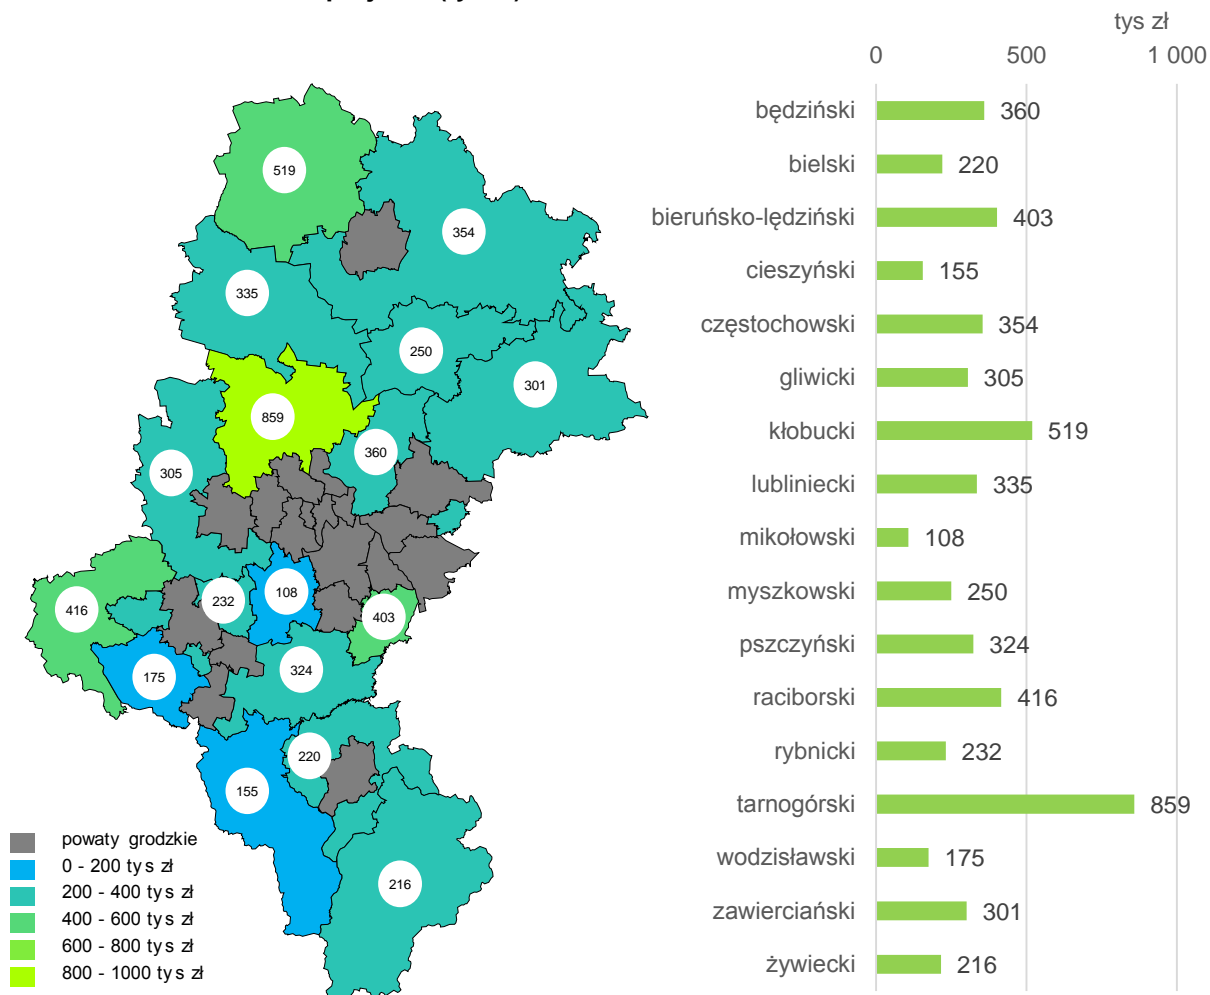 tys zł
0 500 1 000
519
354
335
250
301
859
360
305
416
232
108
403
175
324
220
155
216
powaty grodzkie
0 - 200 tys zł
200 - 400 tys zł
400 - 600 tys zł
600 - 800 tys zł
800 - 1000 tys zł
będziński 360
bielski 220
bieruńsko-lędziński 403
cieszyński 155
częstochowski 354
gliwicki 305
kłobucki 519
lubliniecki 335
mikołowski 108
myszkowski 250
pszczyński 324
raciborski 416
rybnicki 232
tarnogórski 859
wodzisławski 175
zawierciański 301
żywiecki 216